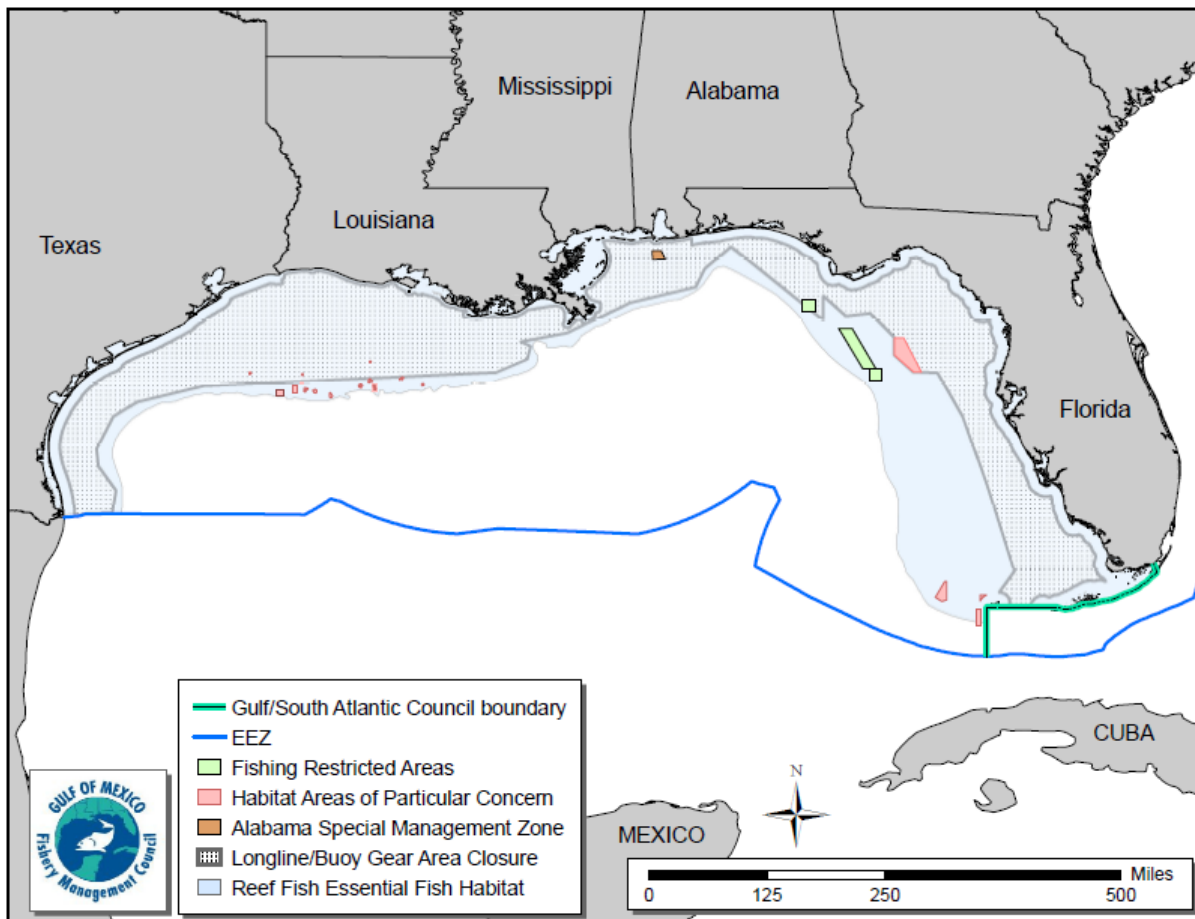 Mississippi
Alabama
Louisiana
Texas
Florida
Gulf/South Atlantic Council boundary
EEZ
Fishing Restricted Areas
Habitat Areas of Particular Concern
Alabama Special Management Zone
Longline/Buoy Gear Area Closure
Reef Fish Essential Fish Habitat
GULF OF MEXICO
Fishery Management Council
CUBA
N
MEXICO
Miles
0 125 250 500